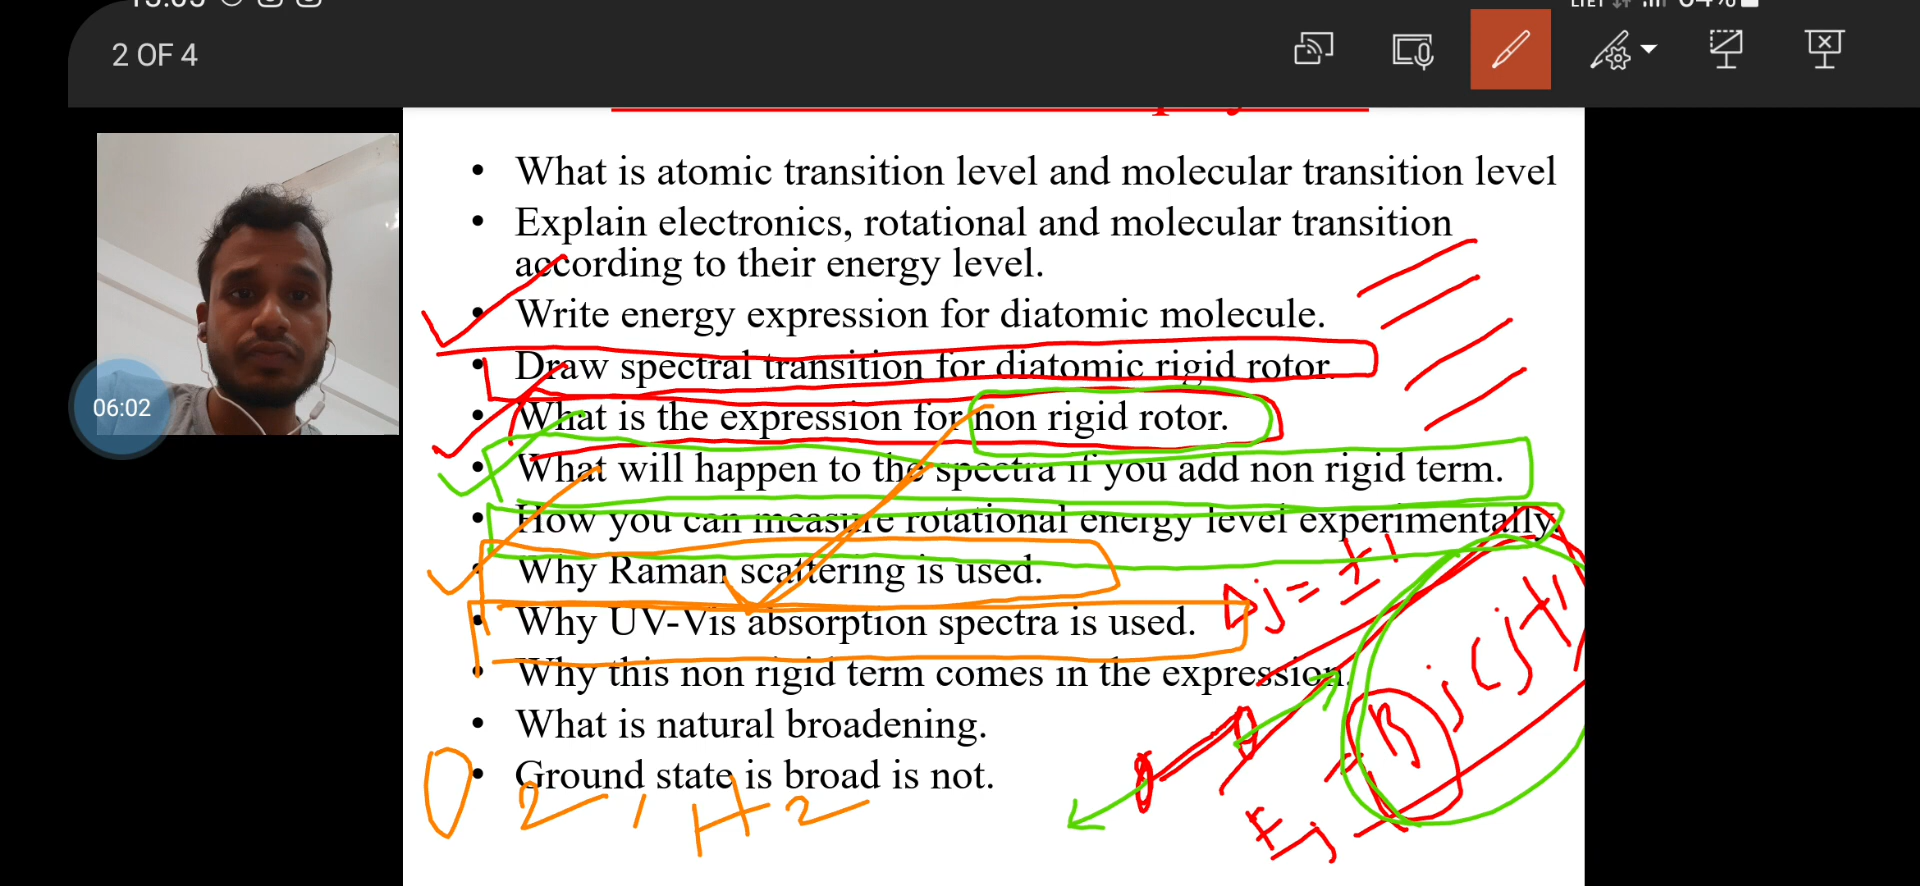 2 OF 4
• What is atomic transition level and molecular transition level
• Explain electronics, rotational and molecular transition
according to their energy level.
• Write energy expression for diatomic molecule.
• Draw spectral transition for diatomic rigid rotor.
• What is the expression for non rigid rotor.
06:02
• What will happen to the spectra if you add non rigid term.
• How you can measure rotational energy level experimentally.
• Why Raman scattering is used.
Δj = ±1
• Why UV-Vis absorption spectra is used.
• Why this non rigid term comes in the expression.
• What is natural broadening.
• Ground state is broad is not.
O2, H2
Ej = Bj(j+1